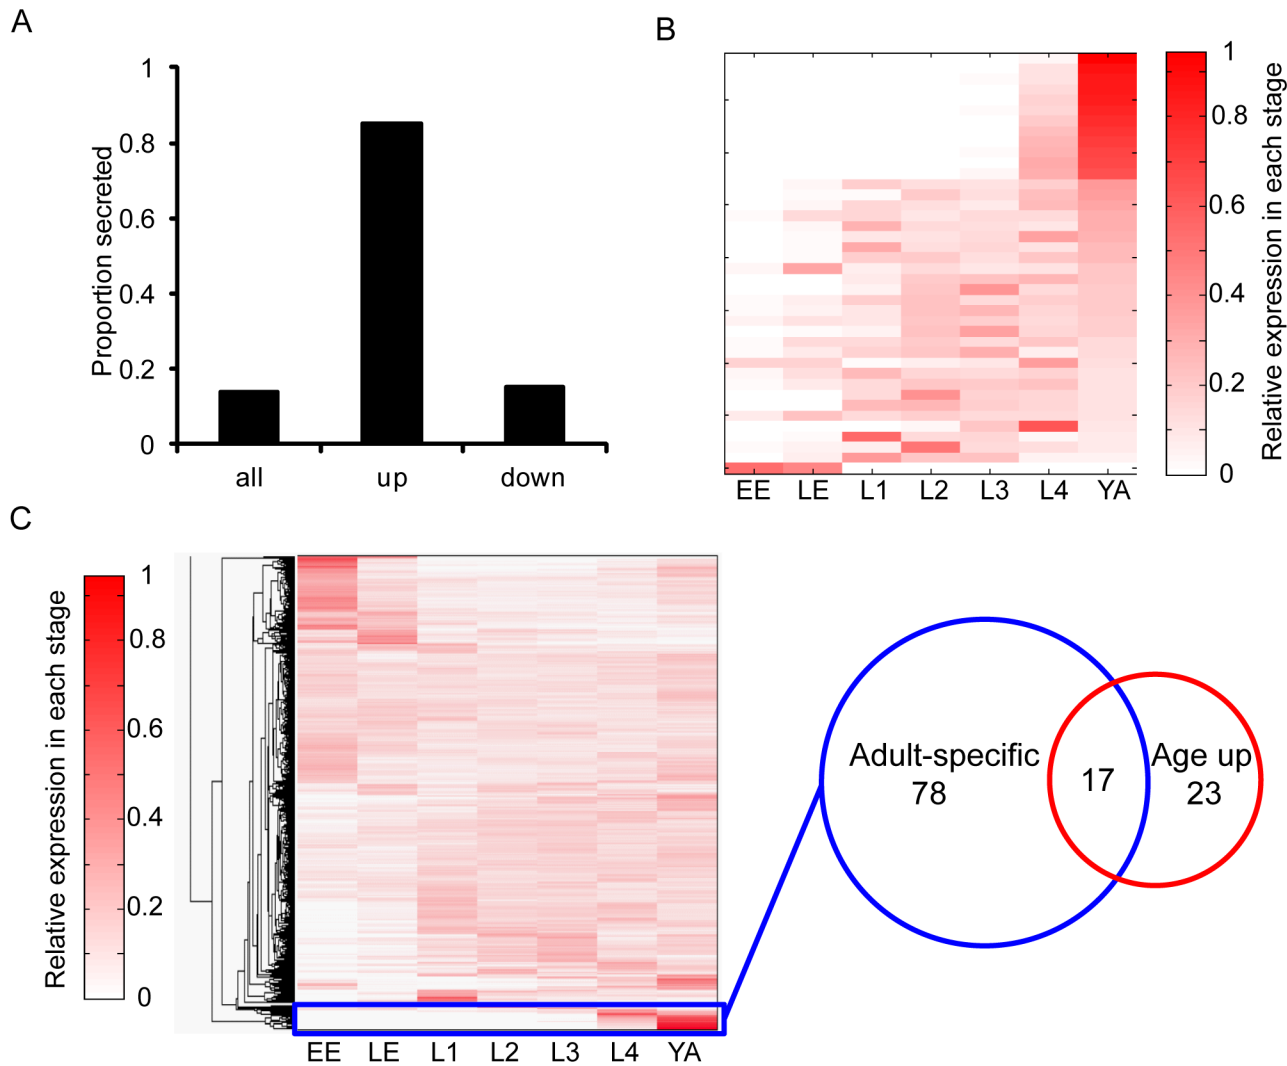 A
Proportion secreted
1
0.8
0.6
0.4
0.2
0
all up down
B
EE LE L1 L2 L3 L4 YA
1
0.8
0.6
0.4
0.2
0
Relative expression in each stage
C
Relative expression in each stage
1
0.8
0.6
0.4
0.2
0
EE LE L1 L2 L3 L4 YA
Adult-specific
78
17
Age up
23